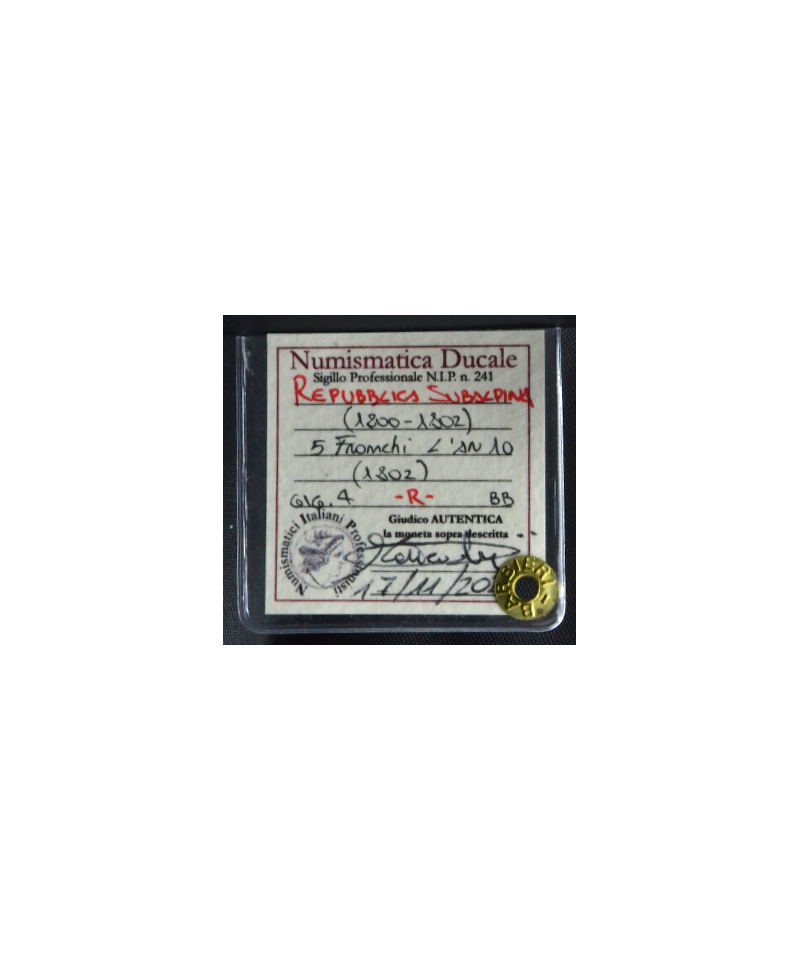 Numismatica Ducale
Sigillo Professionale N.I.P. n. 241
REPUBBLICA SUBALPINA
(1800-1802)
5 Franchi L'AN 10
(1802)
GIG. 4 -R- BB
Giudico AUTENTICA
la moneta sopra descritta
Numismatici Italiani Professionisti
17/11/20
BARBIERI